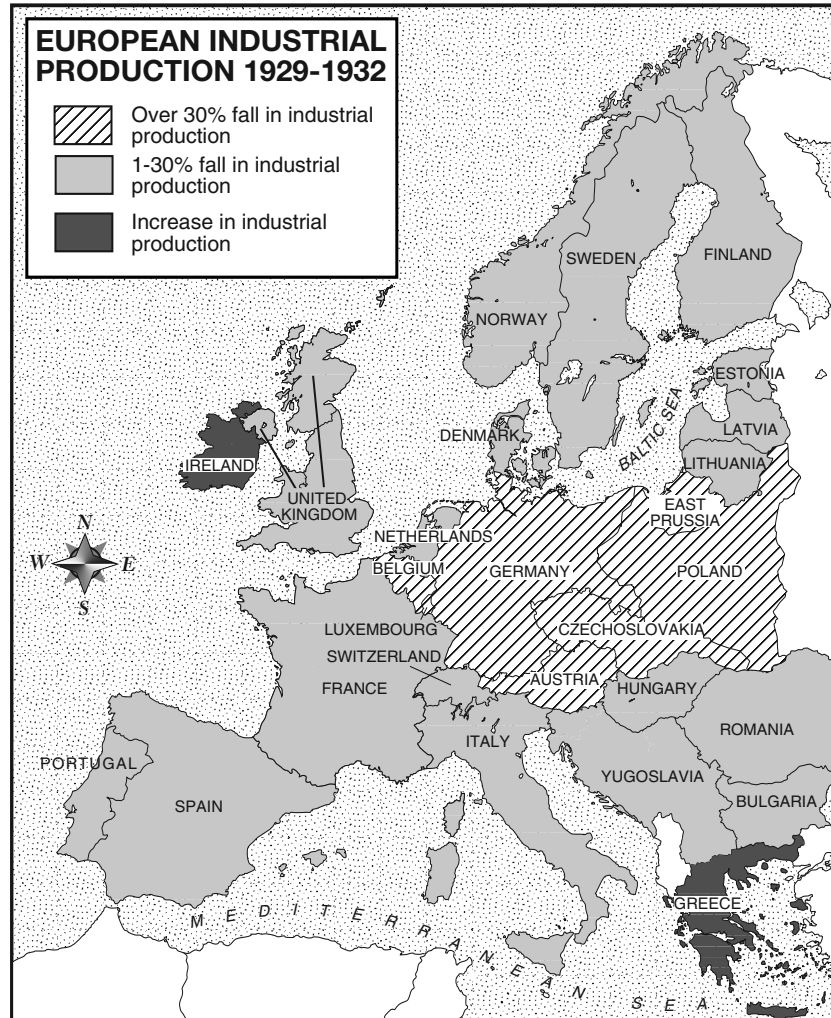 EUROPEAN INDUSTRIAL
PRODUCTION 1929-1932
Over 30% fall in industrial
production
1-30% fall in industrial
production
Increase in industrial
production
SWEDEN
FINLAND
NORWAY
ESTONIA
BALTIC SEA
LATVIA
DENMARK
LITHUANIA
IRELAND
EAST
PRUSSIA
UNITED
KINGDOM
N
W
E
S
NETHERLANDS
BELGIUM
GERMANY
POLAND
LUXEMBOURG
CZECHOSLOVAKIA
SWITZERLAND
AUSTRIA
FRANCE
HUNGARY
ROMANIA
ITALY
PORTUGAL
YUGOSLAVIA
SPAIN
BULGARIA
GREECE
MEDITERRANEAN SEA